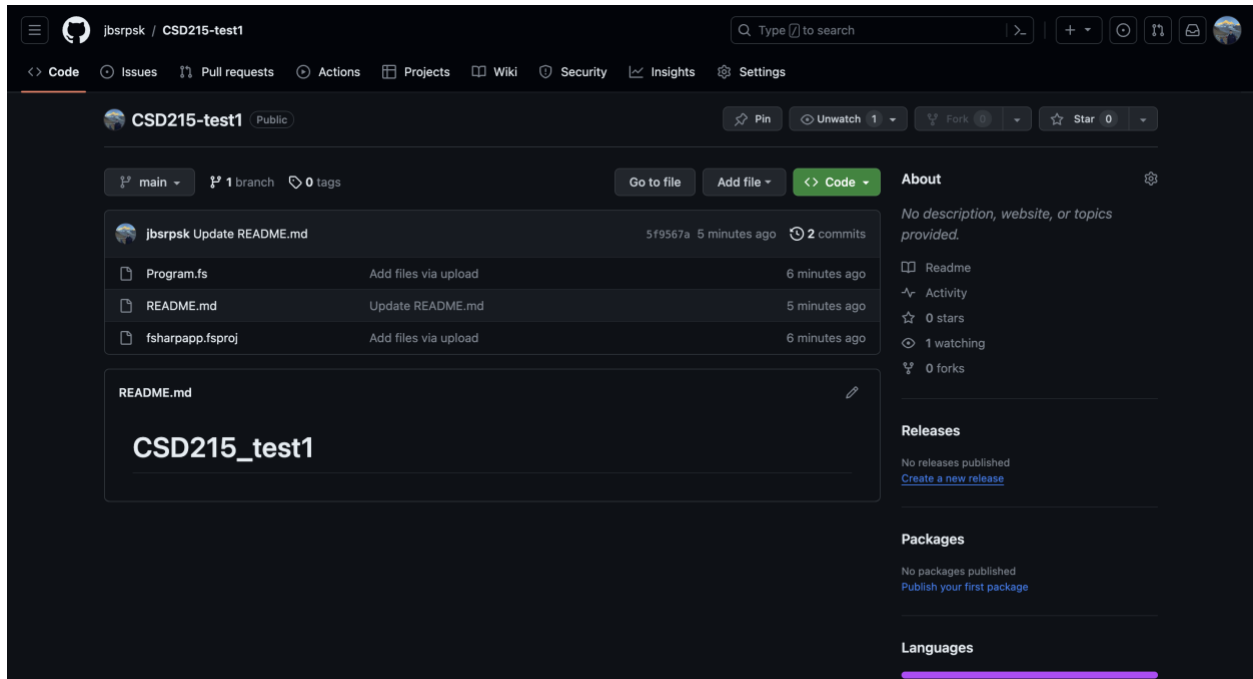 jbsrpsk / CSD215-test1
Type / to search
Code Issues Pull requests Actions Projects Wiki Security Insights Settings
CSD215-test1 Public
Pin Unwatch 1 Fork 0 Star 0
main 1 branch 0 tags
Go to file Add file Code
jbsrpsk Update README.md 5f9567a 5 minutes ago 2 commits
Program.fs Add files via upload 6 minutes ago
README.md Update README.md 5 minutes ago
fsharpapp.fsproj Add files via upload 6 minutes ago
README.md
CSD215_test1
About
No description, website, or topics
provided.
Readme
Activity
0 stars
1 watching
0 forks
Releases
No releases published
Create a new release
Packages
No packages published
Publish your first package
Languages